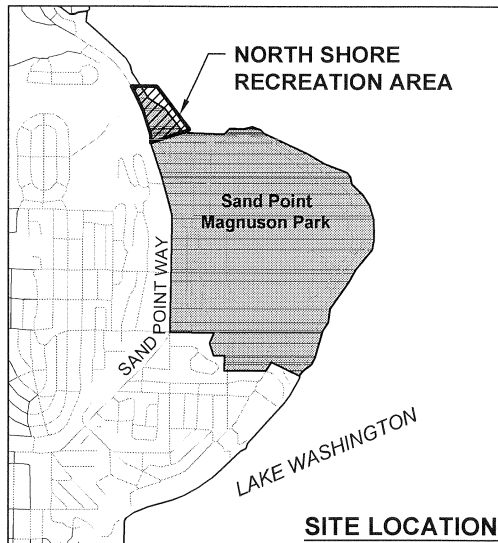 NORTH SHORE
RECREATION AREA
Sand Point
Magnuson Park
SAND POINT WAY
LAKE WASHINGTON
SITE LOCATION